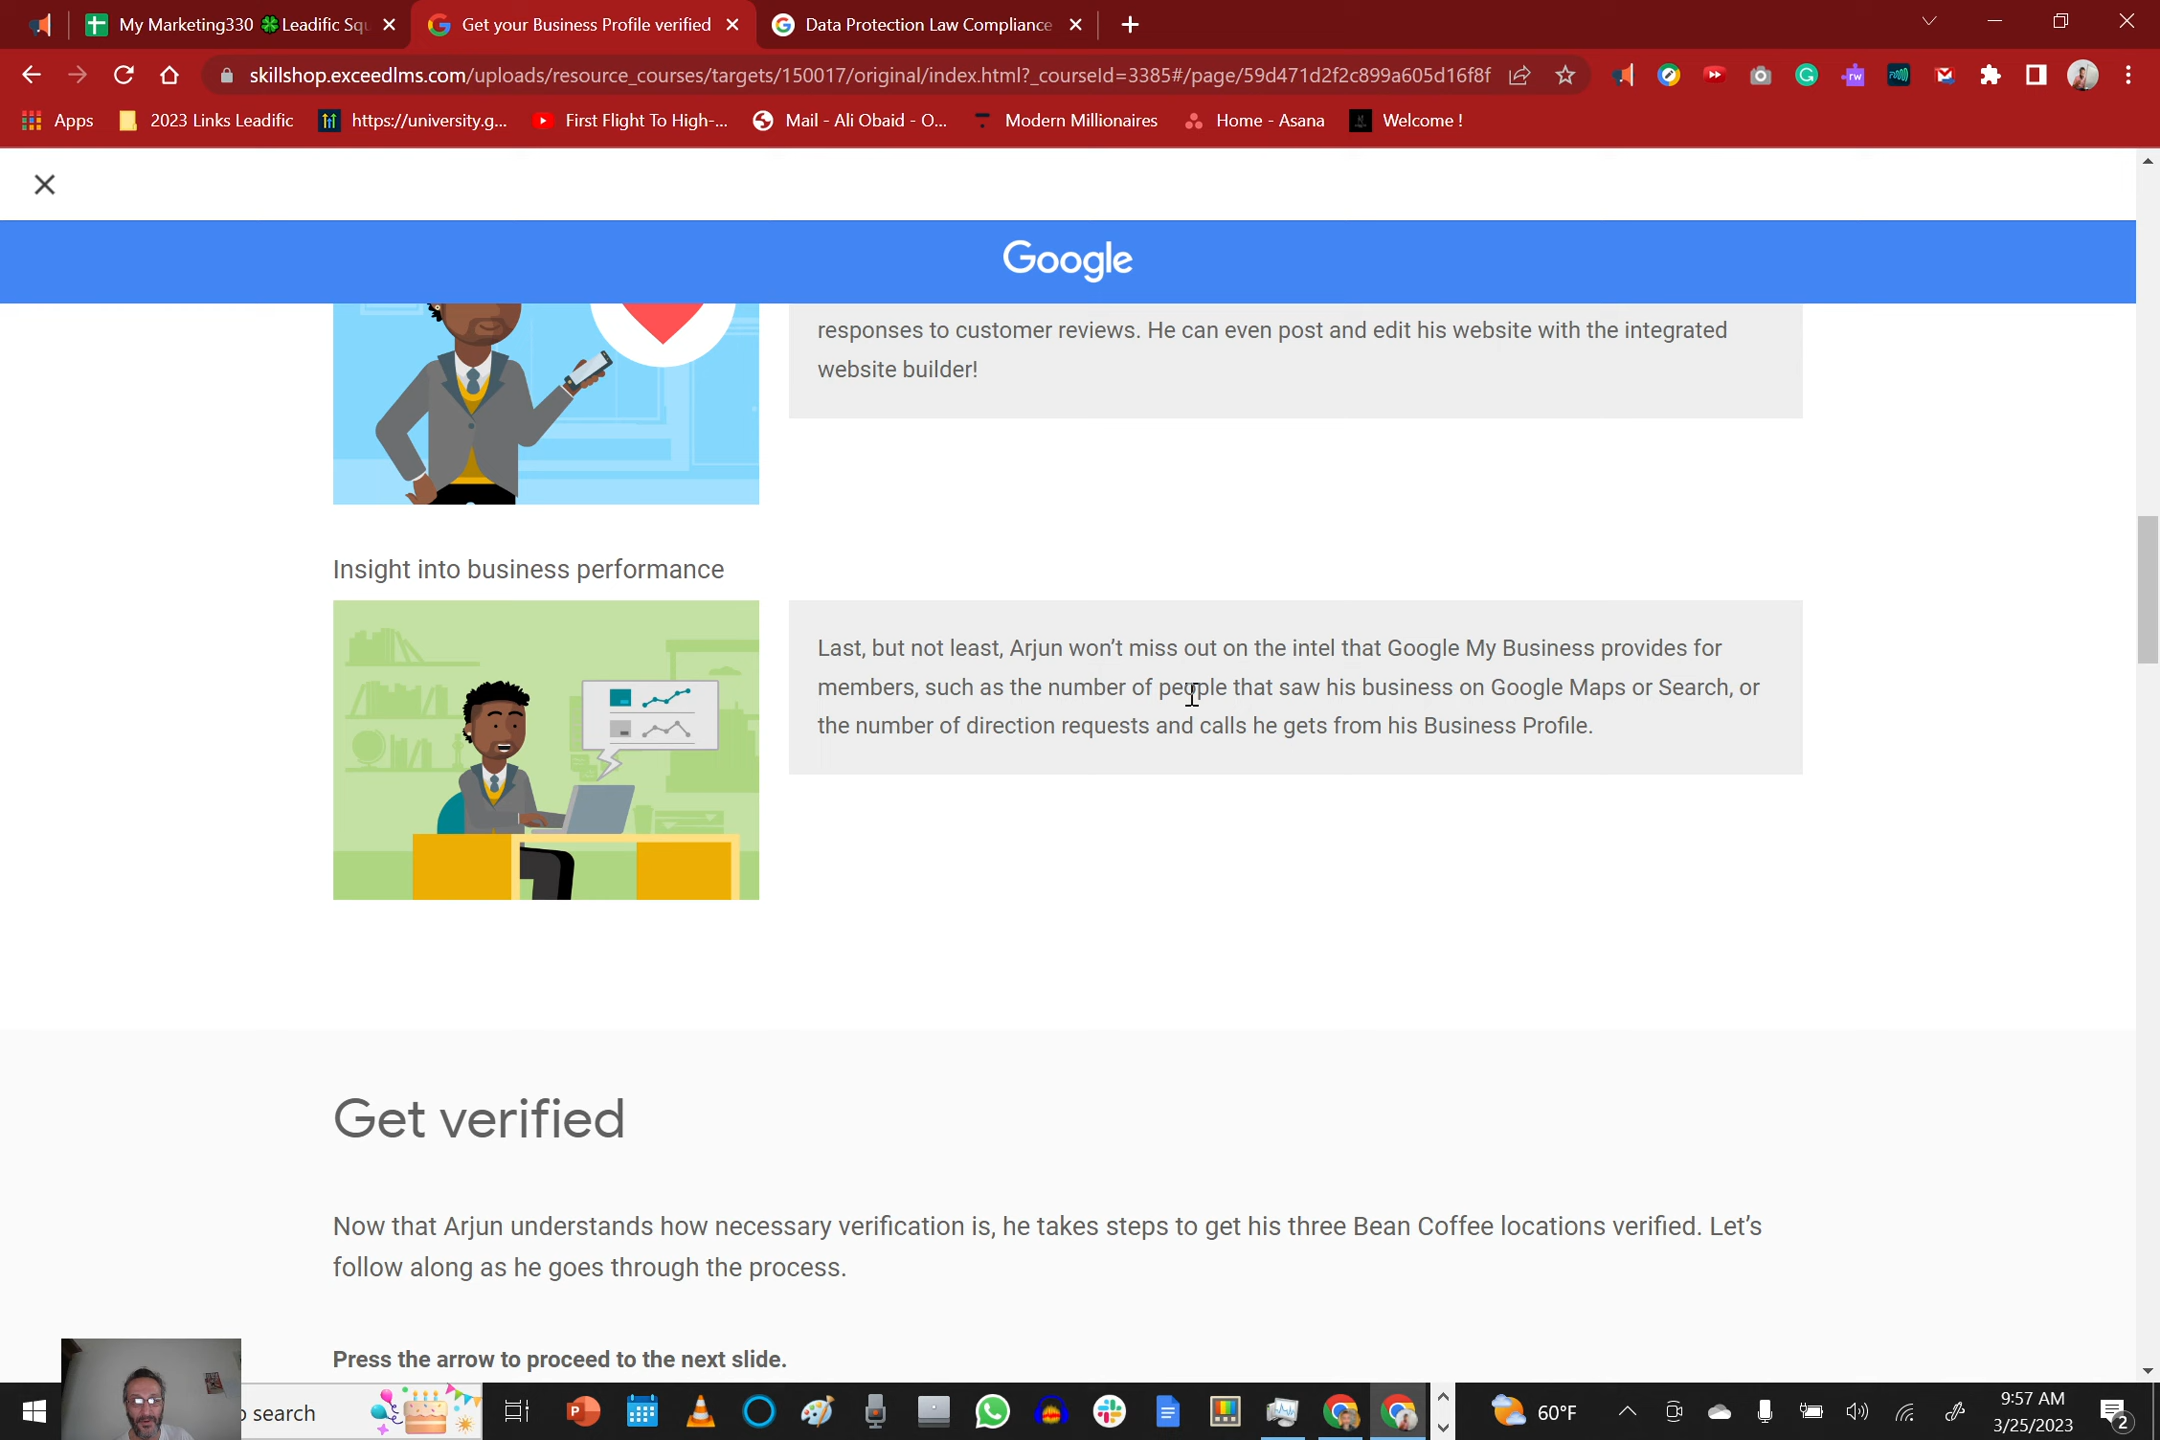 My Marketing330 🍀Leadific Squ
Get your Business Profile verified
Data Protection Law Compliance
skillshop.exceedlms.com/uploads/resource_courses/targets/150017/original/index.html?_courseId=3385#/page/59d471d2f2c899a605d16f8f
Apps
2023 Links Leadific
https://university.g...
First Flight To High-...
Mail - Ali Obaid - O...
Modern Millionaires
Home - Asana
Welcome !
Google
responses to customer reviews. He can even post and edit his website with the integrated
website builder!
Insight into business performance
Last, but not least, Arjun won’t miss out on the intel that Google My Business provides for
members, such as the number of people that saw his business on Google Maps or Search, or
the number of direction requests and calls he gets from his Business Profile.
Get verified
Now that Arjun understands how necessary verification is, he takes steps to get his three Bean Coffee locations verified. Let’s
follow along as he goes through the process.
Press the arrow to proceed to the next slide.
search
60°F
9:57 AM
3/25/2023
2